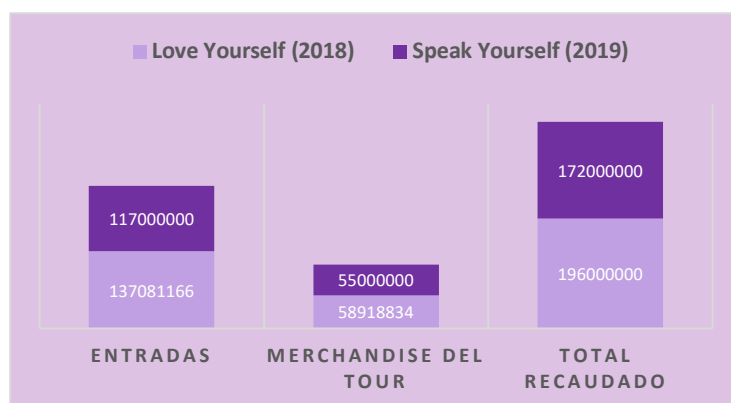 Love Yourself (2018) Speak Yourself (2019)
117000000
137081166
55000000
58918834
172000000
196000000
ENTRADAS
MERCHANDISE DEL
TOUR
TOTAL
RECAUDADO